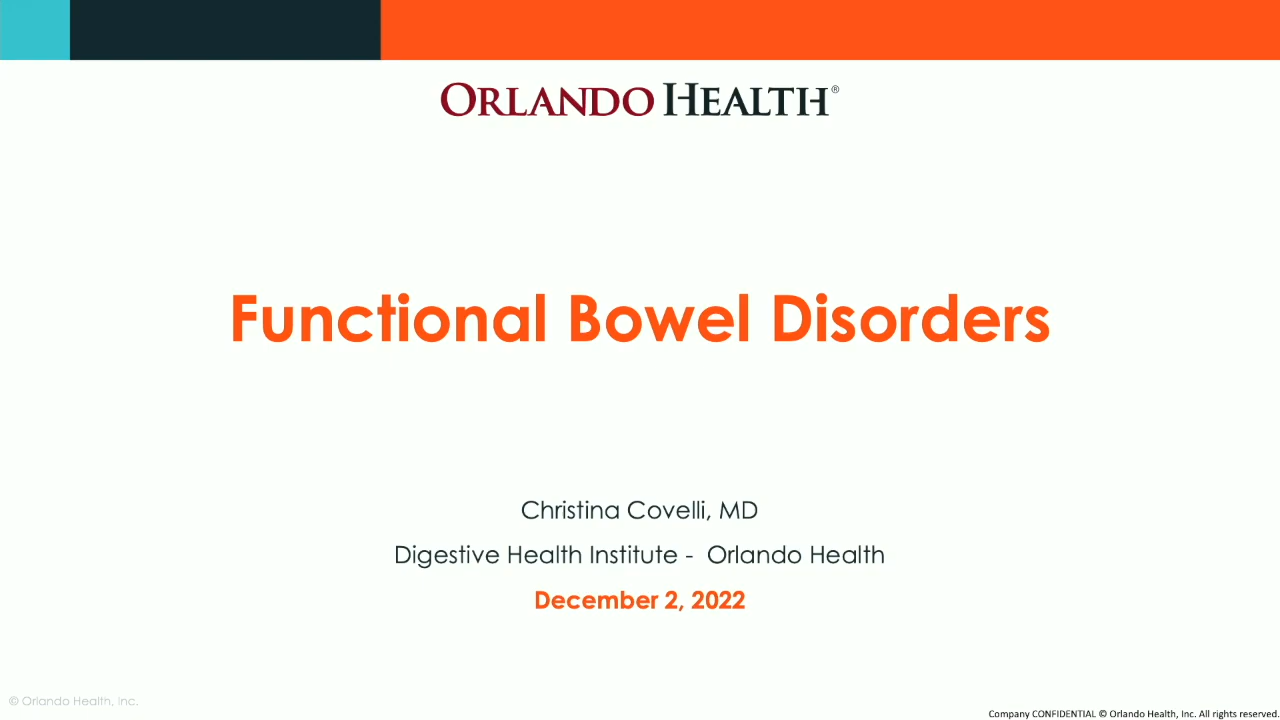 ORLANDO HEALTH®
Functional Bowel Disorders
Christina Covelli, MD
Digestive Health Institute - Orlando Health
December 2, 2022
© Orlando Health, Inc.
Company CONFIDENTIAL © Orlando Health, Inc. All rights reserved.